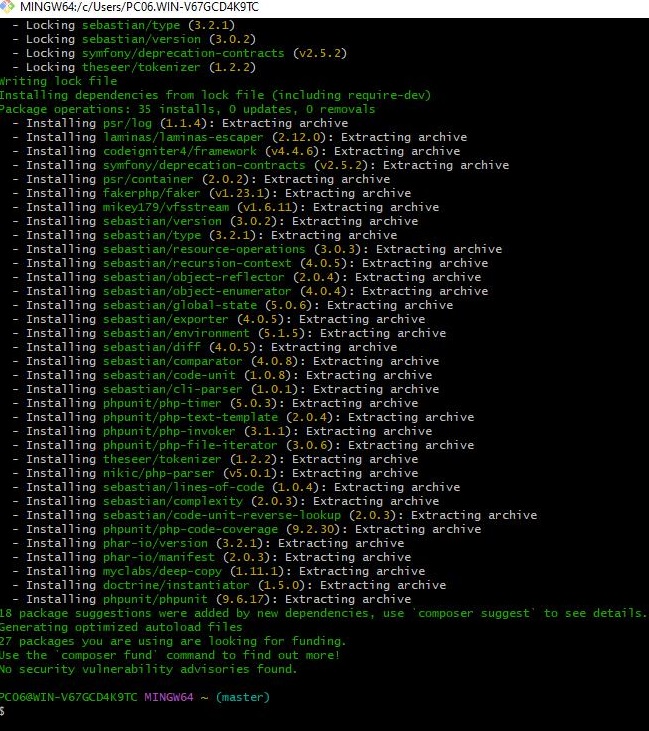 MINGW64:/c/Users/PC06.WIN-V67GCD4K9TC
- Locking sebastian/type (3.2.1)
- Locking sebastian/version (3.0.2)
- Locking symfony/deprecation-contracts (v2.5.2)
- Locking theseer/tokenizer (1.2.2)
Writing lock file
Installing dependencies from lock file (including require-dev)
Package operations: 35 installs, 0 updates, 0 removals
- Installing psr/log (1.1.4): Extracting archive
- Installing laminas/laminas-escaper (2.12.0): Extracting archive
- Installing codeigniter4/framework (v4.4.6): Extracting archive
- Installing symfony/deprecation-contracts (v2.5.2): Extracting archive
- Installing psr/container (2.0.2): Extracting archive
- Installing fakerphp/faker (v1.23.1): Extracting archive
- Installing mikey179/vfsstream (v1.6.11): Extracting archive
- Installing sebastian/version (3.0.2): Extracting archive
- Installing sebastian/type (3.2.1): Extracting archive
- Installing sebastian/resource-operations (3.0.3): Extracting archive
- Installing sebastian/recursion-context (4.0.5): Extracting archive
- Installing sebastian/object-reflector (2.0.4): Extracting archive
- Installing sebastian/object-enumerator (4.0.4): Extracting archive
- Installing sebastian/global-state (5.0.6): Extracting archive
- Installing sebastian/exporter (4.0.5): Extracting archive
- Installing sebastian/environment (5.1.5): Extracting archive
- Installing sebastian/diff (4.0.5): Extracting archive
- Installing sebastian/comparator (4.0.8): Extracting archive
- Installing sebastian/code-unit (1.0.8): Extracting archive
- Installing sebastian/cli-parser (1.0.1): Extracting archive
- Installing phpunit/php-timer (5.0.3): Extracting archive
- Installing phpunit/php-text-template (2.0.4): Extracting archive
- Installing phpunit/php-invoker (3.1.1): Extracting archive
- Installing phpunit/php-file-iterator (3.0.6): Extracting archive
- Installing theseer/tokenizer (1.2.2): Extracting archive
- Installing nikic/php-parser (v5.0.1): Extracting archive
- Installing sebastian/lines-of-code (1.0.4): Extracting archive
- Installing sebastian/complexity (2.0.3): Extracting archive
- Installing sebastian/code-unit-reverse-lookup (2.0.3): Extracting archive
- Installing phpunit/php-code-coverage (9.2.30): Extracting archive
- Installing phar-io/version (3.2.1): Extracting archive
- Installing phar-io/manifest (2.0.3): Extracting archive
- Installing myclabs/deep-copy (1.11.1): Extracting archive
- Installing doctrine/instantiator (1.5.0): Extracting archive
- Installing phpunit/phpunit (9.6.17): Extracting archive
18 package suggestions were added by new dependencies, use `composer suggest` to see details.
Generating optimized autoload files
27 packages you are using are looking for funding.
Use the `composer fund` command to find out more!
No security vulnerability advisories found.
PC06@WIN-V67GCD4K9TC MINGW64 ~ (master)
$